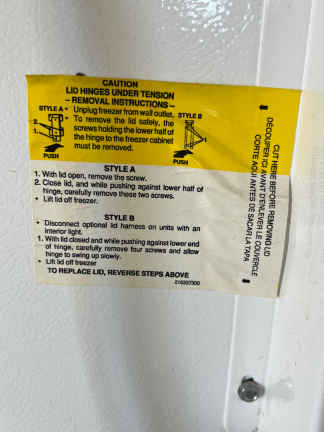 CAUTION
LID HINGES UNDER TENSION
– REMOVAL INSTRUCTIONS –
STYLE A
• Unplug freezer from wall outlet.
• To remove the lid safely, the
screws holding the lower half of
the hinge to the freezer cabinet
must be removed.
STYLE B
2.
1.
PUSH
1.
PUSH
STYLE A
1. With lid open, remove the screw.
2. Close lid, and while pushing against lower half of
hinge, carefully remove these two screws.
• Lift lid off freezer.
STYLE B
• Disconnect optional lid harness on units with an
interior light.
1. With lid closed and while pushing against lower end
of hinge, carefully remove four screws and allow
hinge to swing up slowly.
• Lift lid off freezer
TO REPLACE LID, REVERSE STEPS ABOVE
216357300
CUT HERE BEFORE REMOVING LID
DÉCOUPER ICI AVANT D'ENLEVER LE COUVERCLE
CORTE AQUI ANTES DE SACAR LA TAPA